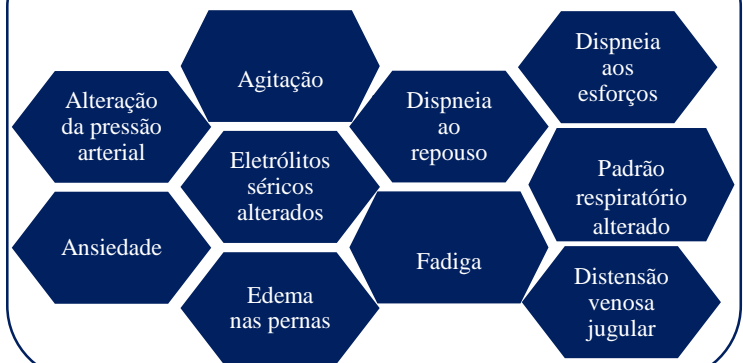 Alteração
da pressão
arterial
Agitação
Dispneia
ao
repouso
Dispneia
aos
esforços
Eletrólitos
séricos
alterados
Padrão
respiratório
alterado
Ansiedade
Fadiga
Edema
nas pernas
Distensão
venosa
jugular